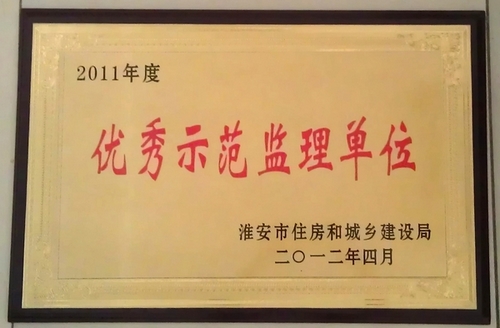 2011年度
优秀示范监理单位
淮安市住房和城乡建设局
二〇一二年四月